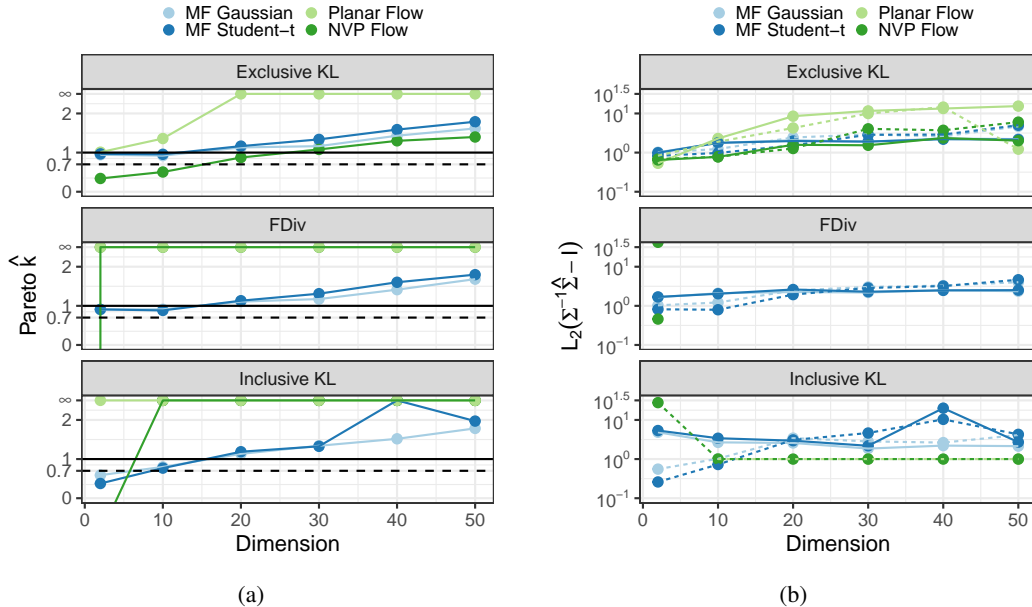 MF Gaussian Planar Flow
MF Student−t NVP Flow
Exclusive KL
∞
2
1
0.7
0
FDiv
∞
2
1
0.7
0
Inclusive KL
∞
2
1
0.7
0
Pareto k̂
0 10 20 30 40 50
Dimension
(a)
MF Gaussian Planar Flow
MF Student−t NVP Flow
Exclusive KL
10^1.5
10^1
10^0
10^−1
FDiv
10^1.5
10^1
10^0
10^−1
Inclusive KL
10^1.5
10^1
10^0
10^−1
L₂(Σ⁻¹Σ̂ − I)
0 10 20 30 40 50
Dimension
(b)